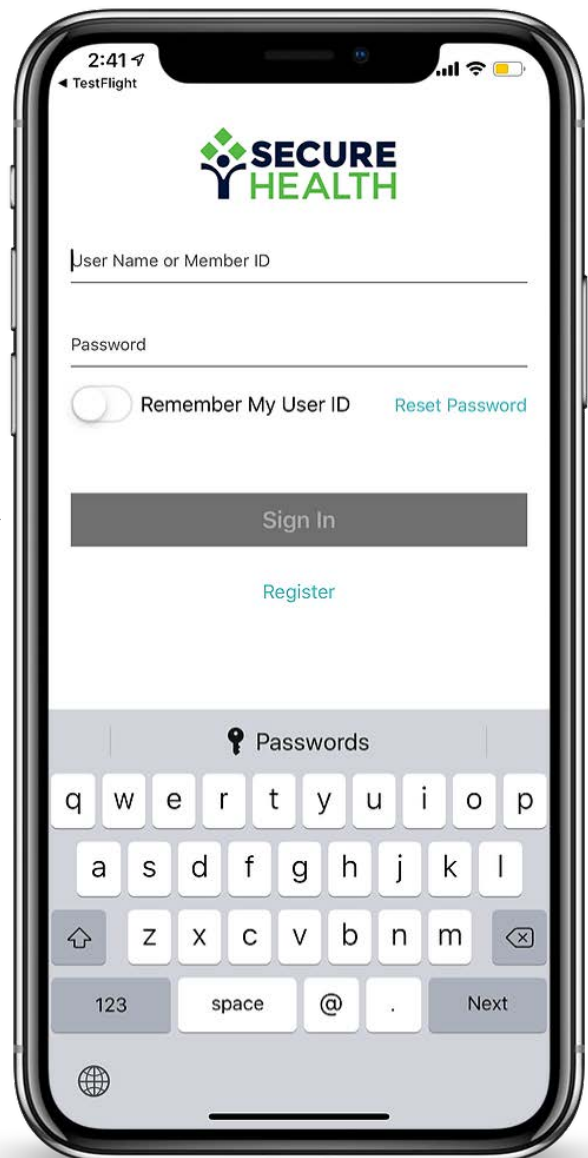 2:41
◀ TestFlight
SECURE
HEALTH
User Name or Member ID
Password
Remember My User ID Reset Password
Sign In
Register
Passwords
q w e r t y u i o p
a s d f g h j k l
z x c v b n m
123 space @ . Next